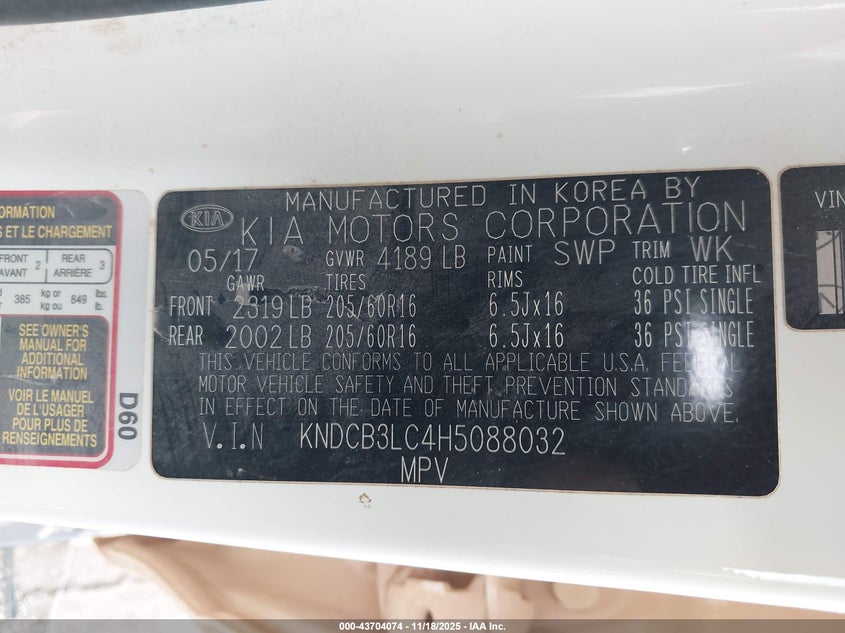 MANUFACTURED IN KOREA BY
KIA KIA MOTORS CORPORATION
05/17 GVWR 4189 LB PAINT SWP TRIM WK
GAWR TIRES RIMS COLD TIRE INFL
FRONT 2319 LB 205/60R16 6.5Jx16 36 PSI SINGLE
REAR 2002 LB 205/60R16 6.5Jx16 36 PSI SINGLE
THIS VEHICLE CONFORMS TO ALL APPLICABLE U.S.A. FEDERAL
MOTOR VEHICLE SAFETY AND THEFT PREVENTION STANDARDS
IN EFFECT ON THE DATE OF MANUFACTURE SHOWN ABOVE.
V.I.N KNDCB3LC4H5088032
MPV
ORMATION
S ET LE CHARGEMENT
FRONT 2 REAR 3
AVANT ARRIÈRE
385 kg or 849 lbs.
kg ou lb.
SEE OWNER'S
MANUAL FOR
ADDITIONAL
INFORMATION
VOIR LE MANUEL
DE L'USAGER
POUR PLUS DE
RENSEIGNEMENTS
D60
VIN
000-43704074 - 11/18/2025 - IAA Inc.